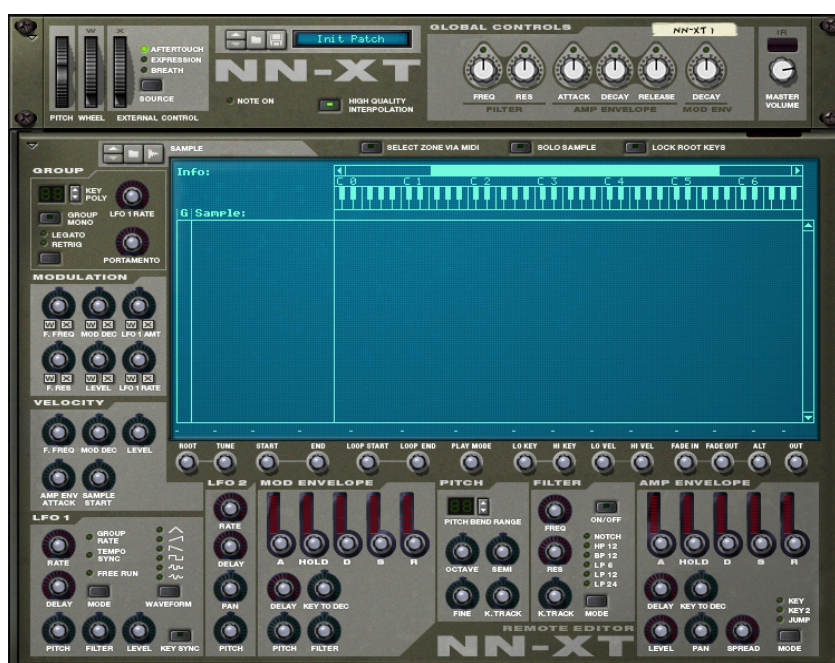 GLOBAL CONTROLS
NN-XT 1
IR
W
X
AFTERTOUCH
EXPRESSION
BREATH
SOURCE
PITCH WHEEL EXTERNAL CONTROL
Init Patch
NN-XT
NOTE ON
HIGH QUALITY
INTERPOLATION
FREQ RES ATTACK DECAY RELEASE DECAY
FILTER AMP ENVELOPE MOD ENV
MASTER
VOLUME
SAMPLE
SELECT ZONE VIA MIDI
SOLO SAMPLE
LOCK ROOT KEYS
GROUP
KEY
POLY
LFO 1 RATE
GROUP
MONO
LEGATO
RETRIG
PORTAMENTO
Info:
C 0 C 1 C 2 C 3 C 4 C 5 C 6
G Sample:
MODULATION
W X W X W X
F. FREQ MOD DEC LFO 1 AMT
W X W X W X
F. RES LEVEL LFO 1 RATE
VELOCITY
F. FREQ MOD DEC LEVEL
AMP ENV
ATTACK
SAMPLE
START
ROOT TUNE START END LOOP START LOOP END PLAY MODE LO KEY HI KEY LO VEL HI VEL FADE IN FADE OUT ALT OUT
LFO 1
GROUP
RATE
TEMPO
SYNC
FREE RUN
RATE
DELAY MODE WAVEFORM
PITCH FILTER LEVEL KEY SYNC
LFO 2
RATE
DELAY
PAN
PITCH
MOD ENVELOPE
A HOLD D S R
DELAY KEY TO DEC
PITCH FILTER
PITCH
PITCH BEND RANGE
OCTAVE SEMI
FINE K.TRACK
FILTER
FREQ
ON/OFF
RES
NOTCH
HP 12
BP 12
LP 6
LP 12
LP 24
K.TRACK MODE
AMP ENVELOPE
A HOLD D S R
DELAY KEY TO DEC
KEY
KEY 2
JUMP
LEVEL PAN SPREAD MODE
REMOTE EDITOR
NN-XT